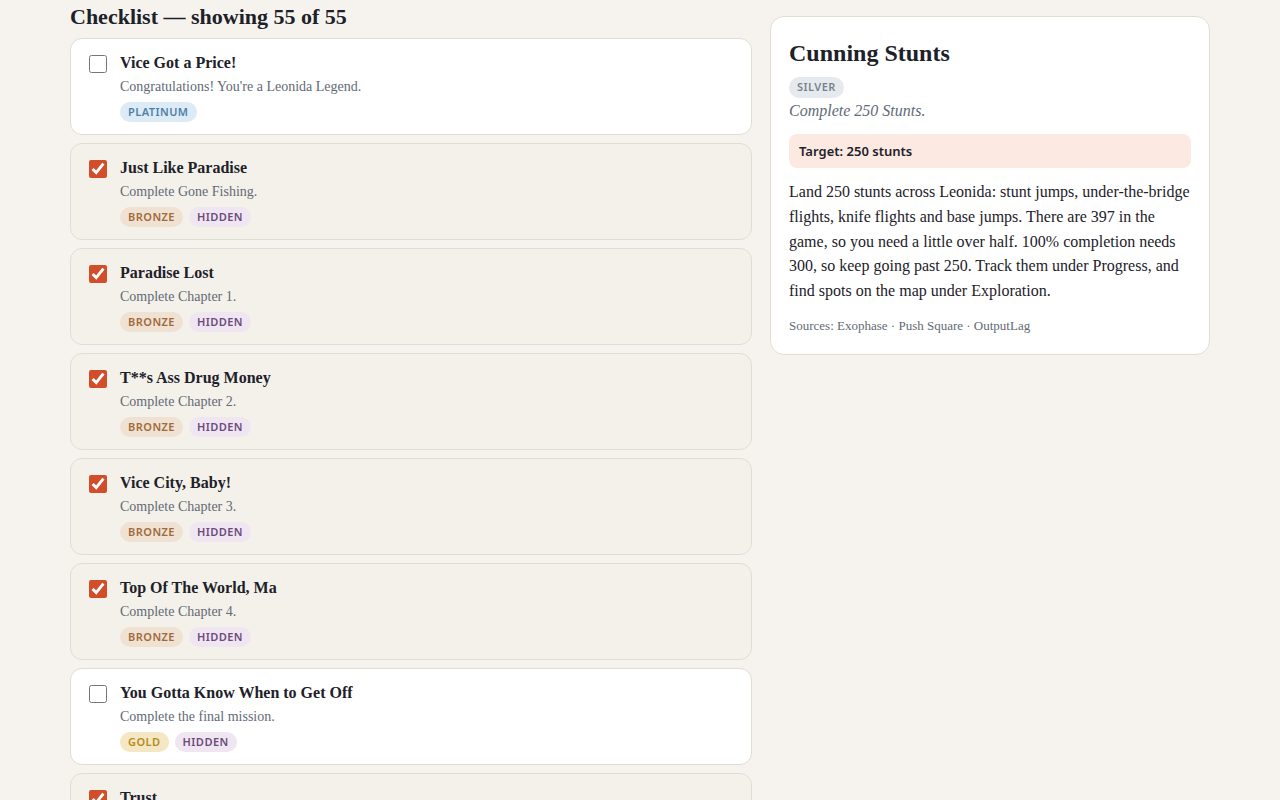 Checklist — showing 55 of 55
Vice Got a Price!
Congratulations! You're a Leonida Legend.
PLATINUM
Just Like Paradise
Complete Gone Fishing.
BRONZE HIDDEN
Paradise Lost
Complete Chapter 1.
BRONZE HIDDEN
T**s Ass Drug Money
Complete Chapter 2.
BRONZE HIDDEN
Vice City, Baby!
Complete Chapter 3.
BRONZE HIDDEN
Top Of The World, Ma
Complete Chapter 4.
BRONZE HIDDEN
You Gotta Know When to Get Off
Complete the final mission.
GOLD HIDDEN
Trust
Cunning Stunts
SILVER
Complete 250 Stunts.
Target: 250 stunts
Land 250 stunts across Leonida: stunt jumps, under-the-bridge
flights, knife flights and base jumps. There are 397 in the
game, so you need a little over half. 100% completion needs
300, so keep going past 250. Track them under Progress, and
find spots on the map under Exploration.
Sources: Exophase · Push Square · OutputLag